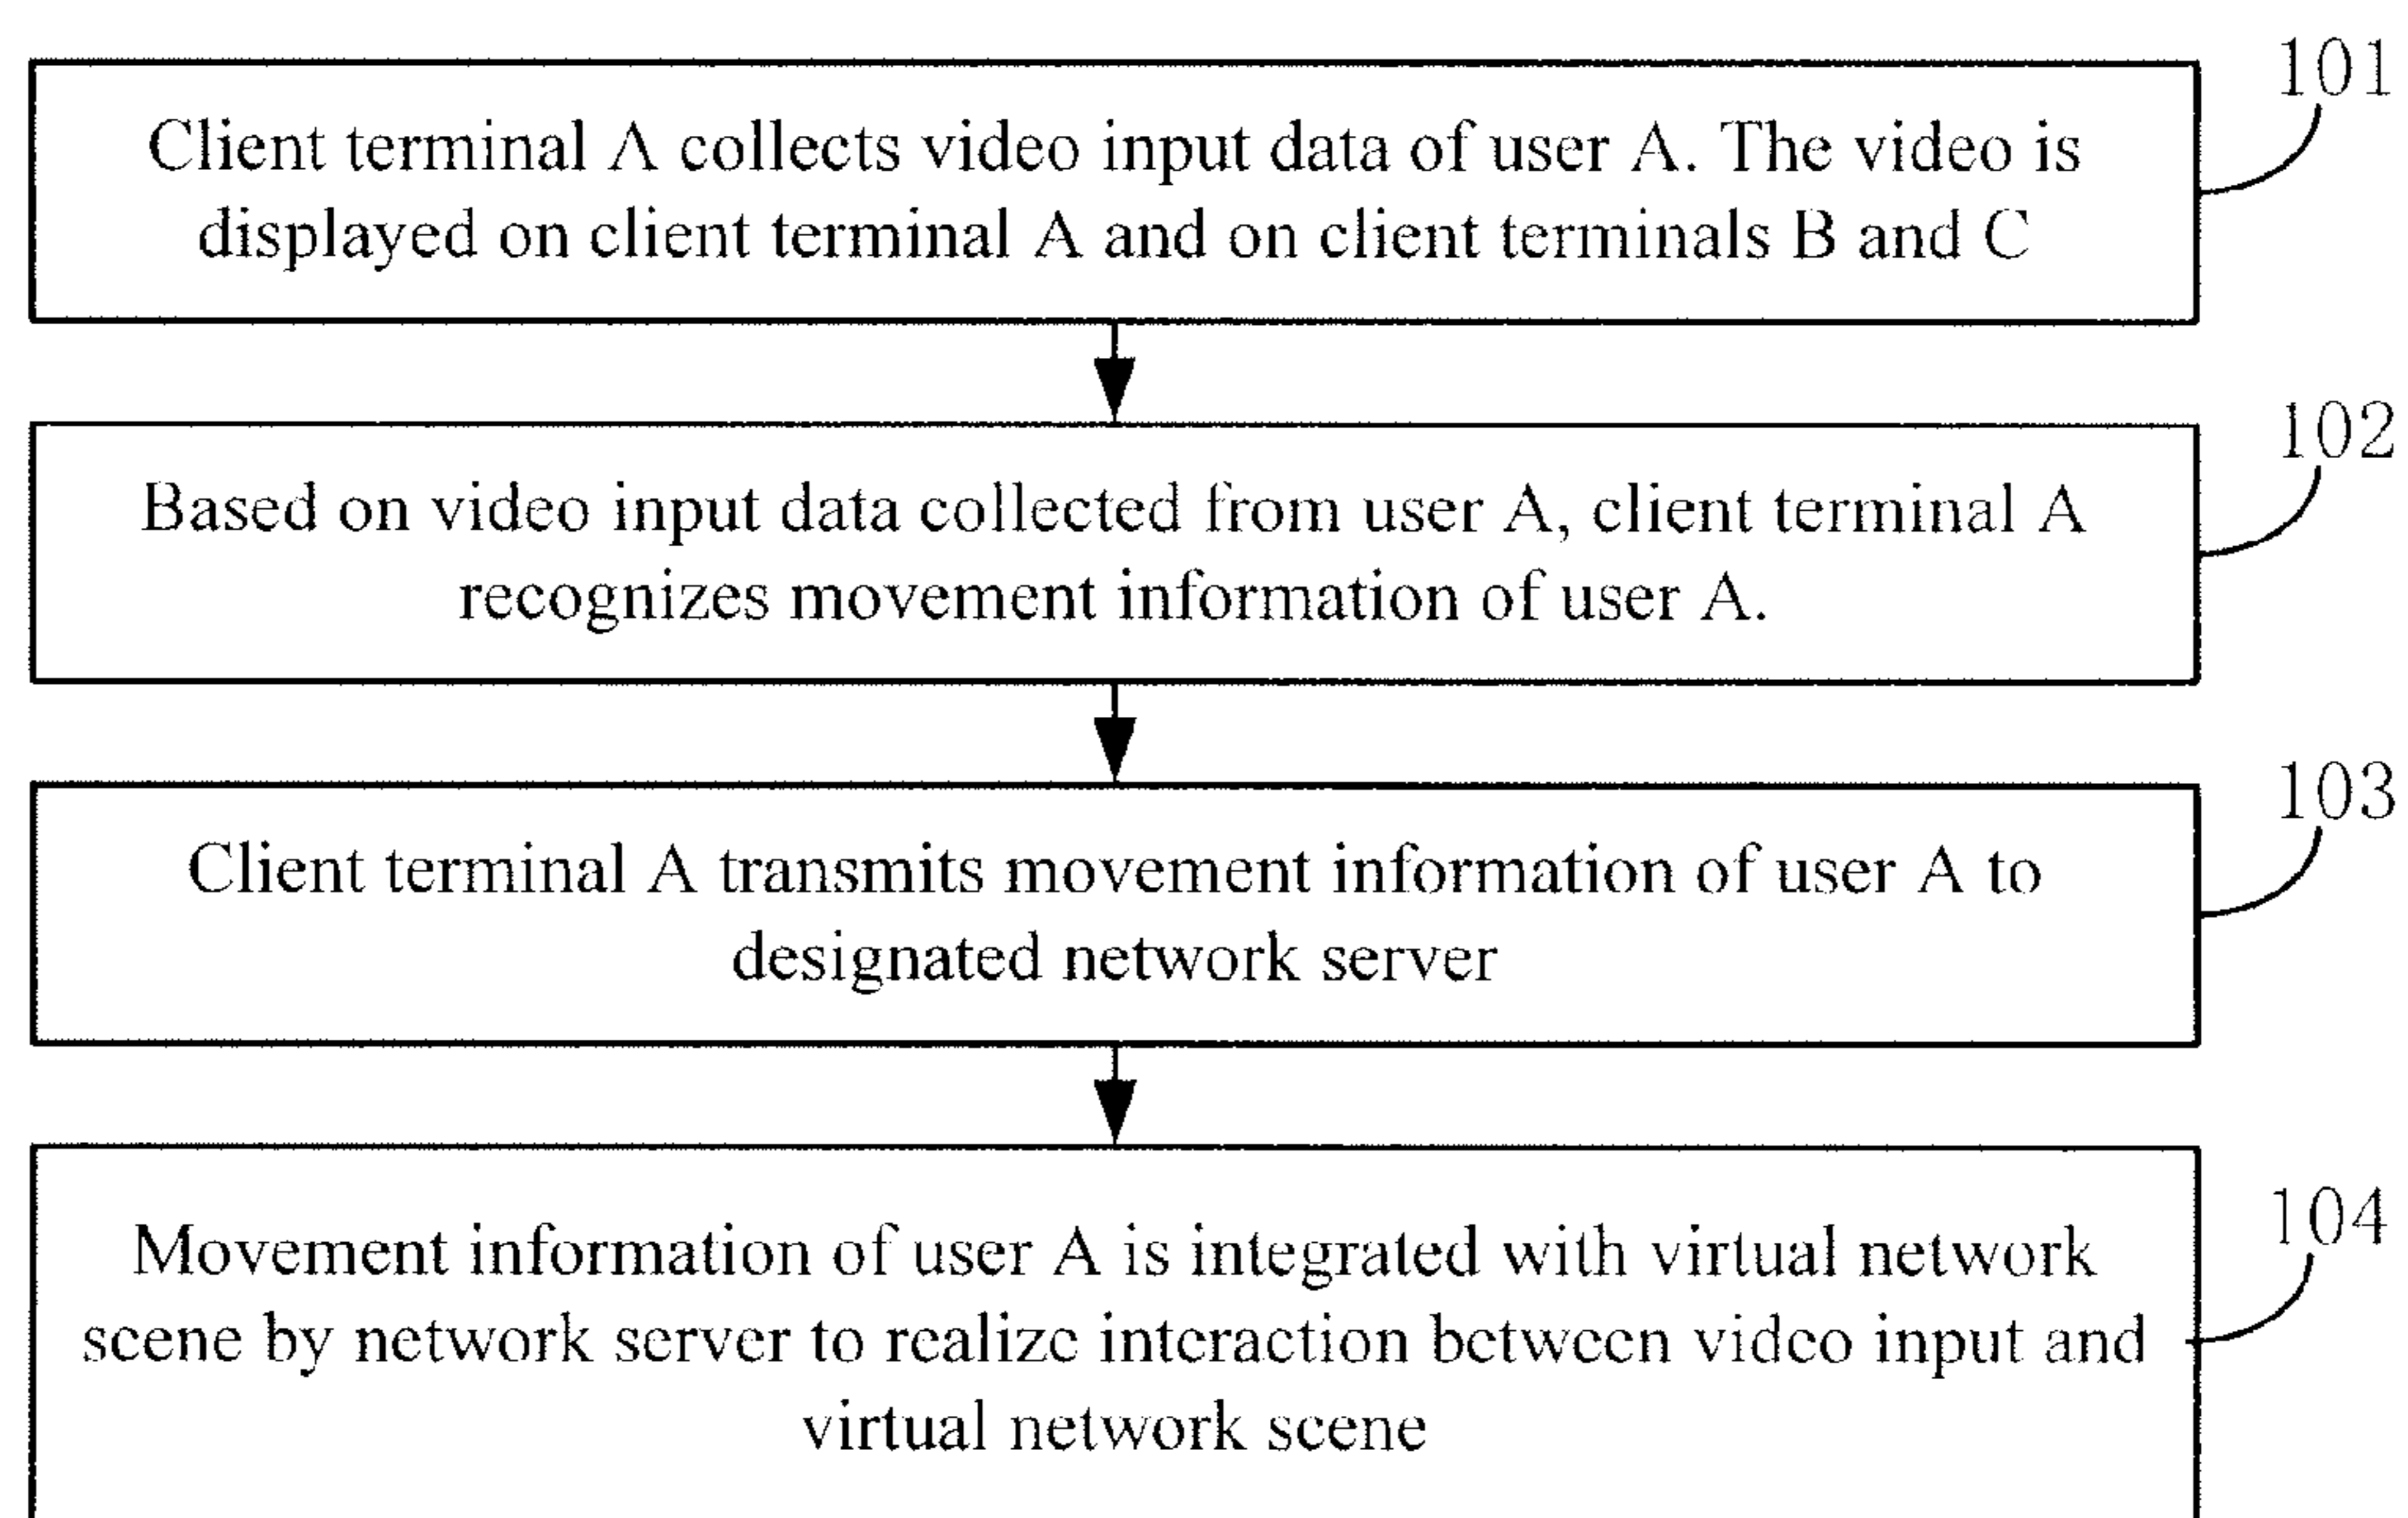 101
Client terminal A collects video input data of user A. The video is
displayed on client terminal A and on client terminals B and C
102
Based on video input data collected from user A, client terminal A
recognizes movement information of user A.
103
Client terminal A transmits movement information of user A to
designated network server
104
Movement information of user A is integrated with virtual network
scene by network server to realize interaction between video input and
virtual network scene